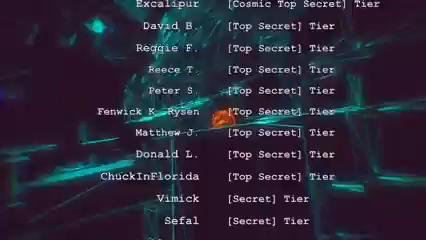 Excalipur [Cosmic Top Secret] Tier
David B. [Top Secret] Tier
Reggie F. [Top Secret] Tier
Reece T. [Top Secret] Tier
Peter S. [Top Secret] Tier
Fenwick K. Rysen [Top Secret] Tier
Matthew J. [Top Secret] Tier
Donald L. [Top Secret] Tier
ChuckInFlorida [Top Secret] Tier
Vimick [Secret] Tier
Sefal [Secret] Tier